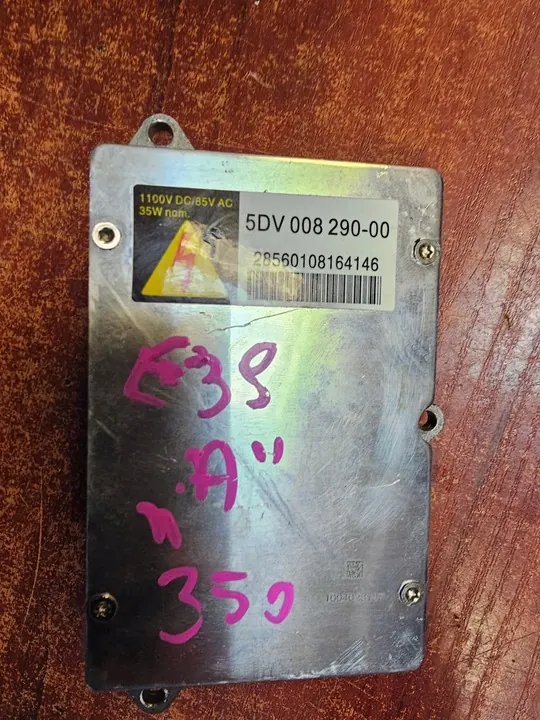 1100V DC/85V AC
35W nom.
5DV 008 290-00
28560108164146
E39
"A"
350